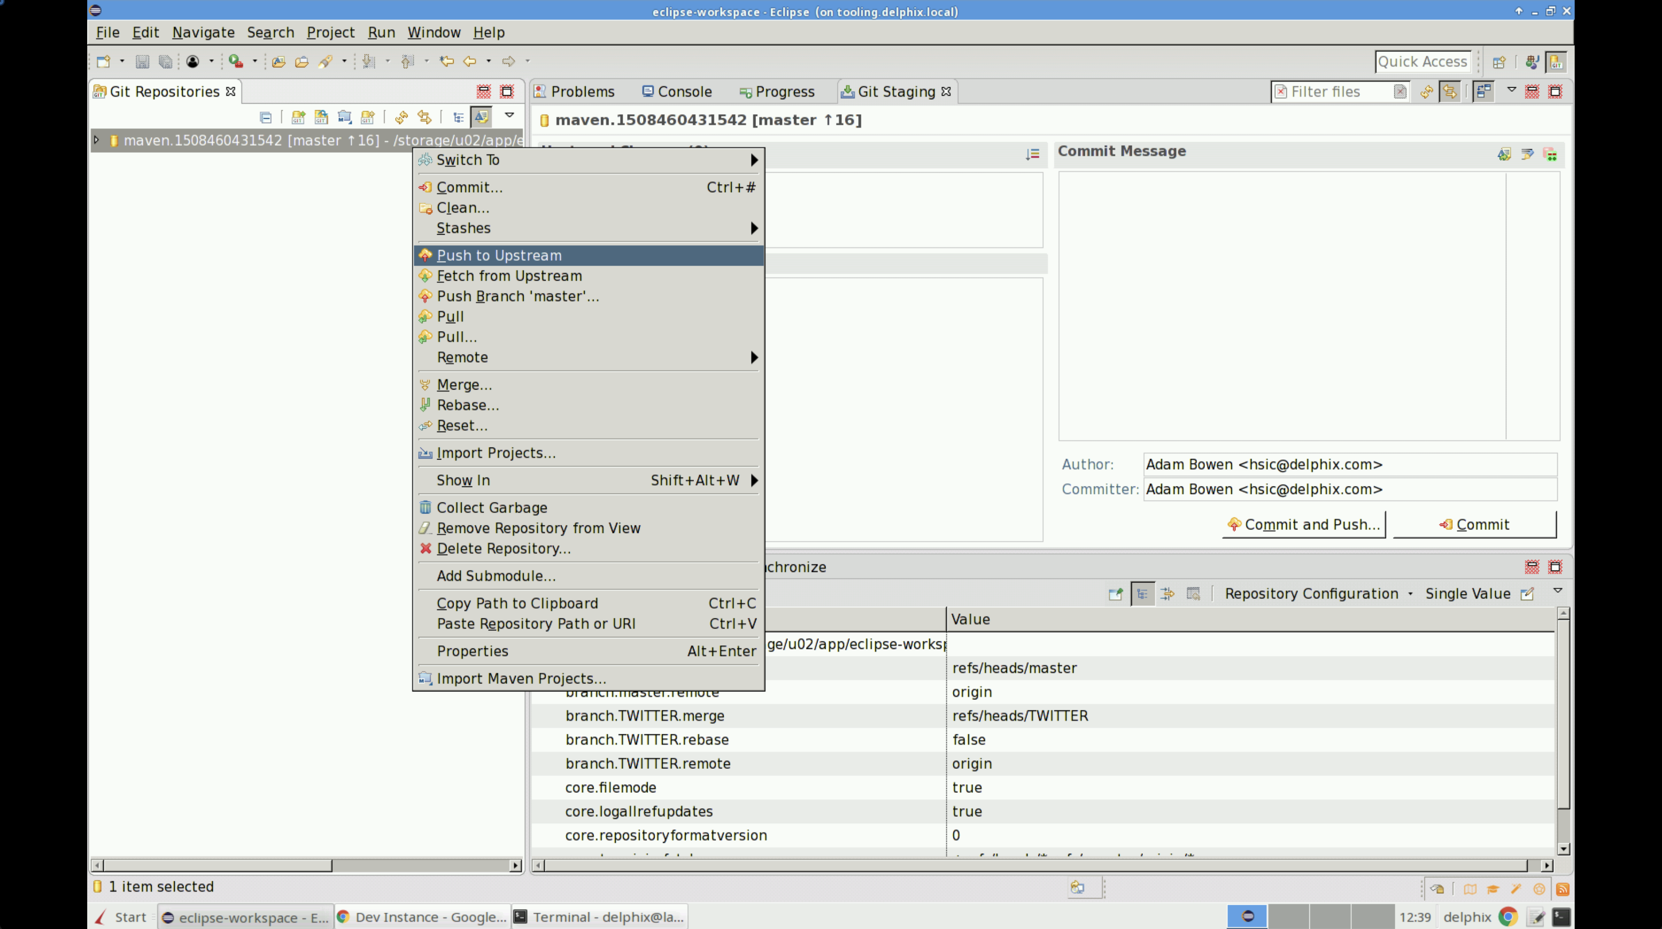 eclipse-workspace - Eclipse (on tooling.delphix.local)
File Edit Navigate Search Project Run Window Help
Quick Access
Git Repositories
Problems Console Progress Git Staging Filter files
maven.1508460431542 [master ↑16]
maven.1508460431542 [master ↑16] - /storage/u02/app/e
Commit Message
Switch To
Commit... Ctrl+#
Clean...
Stashes
Push to Upstream
Fetch from Upstream
Push Branch 'master'...
Pull
Pull...
Remote
Merge...
Rebase...
Reset...
Import Projects...
Show In Shift+Alt+W
Collect Garbage
Remove Repository from View
Delete Repository...
Add Submodule...
Copy Path to Clipboard Ctrl+C
Paste Repository Path or URI Ctrl+V
Properties Alt+Enter
Import Maven Projects...
Author: Adam Bowen <hsic@delphix.com>
Committer: Adam Bowen <hsic@delphix.com>
Commit and Push... Commit
chronize
Repository Configuration Single Value
Value
ge/u02/app/eclipse-worksp
refs/heads/master
branch.master.remote origin
branch.TWITTER.merge refs/heads/TWITTER
branch.TWITTER.rebase false
branch.TWITTER.remote origin
core.filemode true
core.logallrefupdates true
core.repositoryformatversion 0
1 item selected
Start eclipse-workspace - E... Dev Instance - Google... Terminal - delphix@la...
12:39 delphix